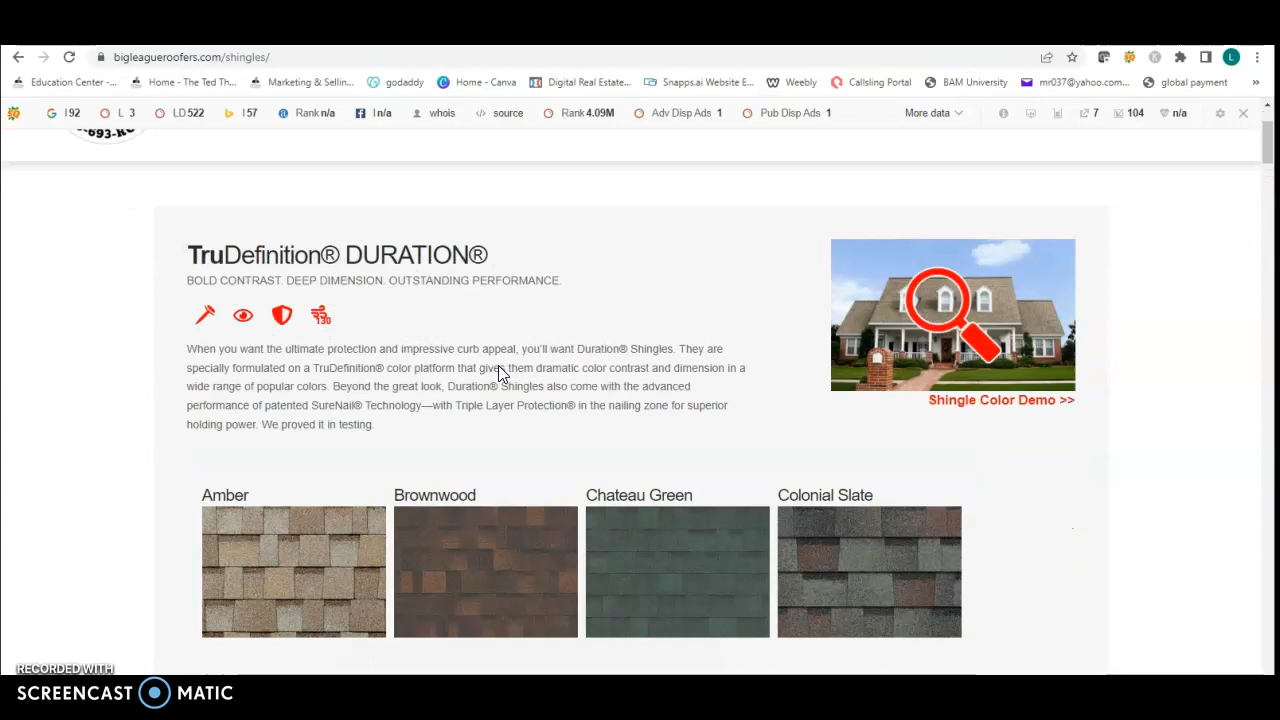 bigleagueroofers.com/shingles/
L
Education Center -... Home - The Ted Th... Marketing & Sellin... godaddy Home - Canva Digital Real Estate... Snapps.ai Website E... Weebly Callsling Portal BAM University mr037@yahoo.com... global payment »
I 92 L 3 LD 522 I 57 Rank n/a I n/a whois source Rank 4.09M Adv Disp Ads 1 Pub Disp Ads 1 More data 7 104 n/a
TruDefinition® DURATION®
BOLD CONTRAST. DEEP DIMENSION. OUTSTANDING PERFORMANCE.
130
When you want the ultimate protection and impressive curb appeal, you'll want Duration® Shingles. They are
specially formulated on a TruDefinition® color platform that gives them dramatic color contrast and dimension in a
wide range of popular colors. Beyond the great look, Duration® Shingles also come with the advanced
performance of patented SureNail® Technology—with Triple Layer Protection® in the nailing zone for superior
holding power. We proved it in testing.
Shingle Color Demo >>
Amber Brownwood Chateau Green Colonial Slate
RECORDED WITH
SCREENCAST MATIC